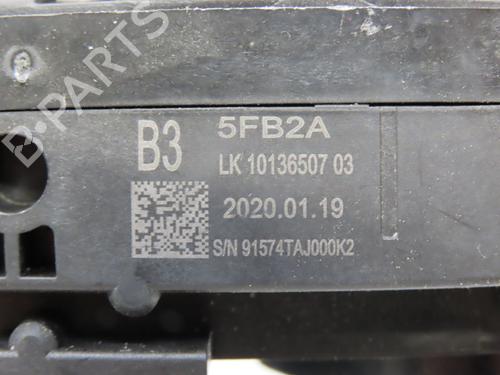 B-PARTS
B3
5FB2A
LK 10136507 03
2020.01.19
S/N 91574TAJ000K2